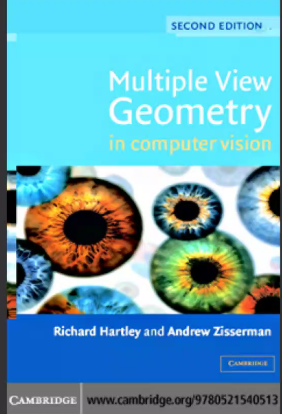 SECOND EDITION
Multiple View
Geometry
in computer vision
Richard Hartley and Andrew Zisserman
CAMBRIDGE
CAMBRIDGE www.cambridge.org/9780521540513